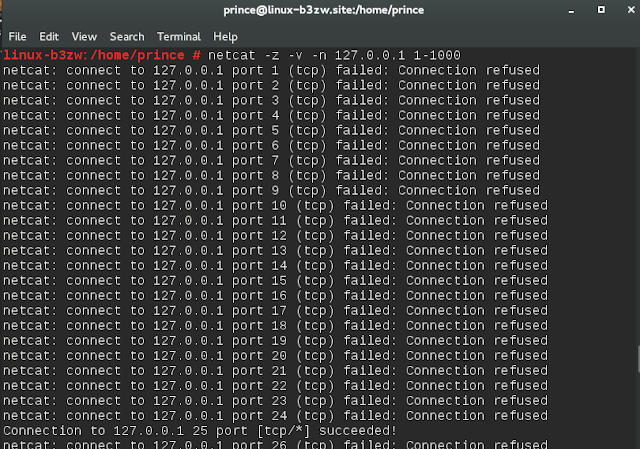 prince@linux-b3zw.site:/home/prince
File Edit View Search Terminal Help
linux-b3zw:/home/prince # netcat -z -v -n 127.0.0.1 1-1000
netcat: connect to 127.0.0.1 port 1 (tcp) failed: Connection refused
netcat: connect to 127.0.0.1 port 2 (tcp) failed: Connection refused
netcat: connect to 127.0.0.1 port 3 (tcp) failed: Connection refused
netcat: connect to 127.0.0.1 port 4 (tcp) failed: Connection refused
netcat: connect to 127.0.0.1 port 5 (tcp) failed: Connection refused
netcat: connect to 127.0.0.1 port 6 (tcp) failed: Connection refused
netcat: connect to 127.0.0.1 port 7 (tcp) failed: Connection refused
netcat: connect to 127.0.0.1 port 8 (tcp) failed: Connection refused
netcat: connect to 127.0.0.1 port 9 (tcp) failed: Connection refused
netcat: connect to 127.0.0.1 port 10 (tcp) failed: Connection refused
netcat: connect to 127.0.0.1 port 11 (tcp) failed: Connection refused
netcat: connect to 127.0.0.1 port 12 (tcp) failed: Connection refused
netcat: connect to 127.0.0.1 port 13 (tcp) failed: Connection refused
netcat: connect to 127.0.0.1 port 14 (tcp) failed: Connection refused
netcat: connect to 127.0.0.1 port 15 (tcp) failed: Connection refused
netcat: connect to 127.0.0.1 port 16 (tcp) failed: Connection refused
netcat: connect to 127.0.0.1 port 17 (tcp) failed: Connection refused
netcat: connect to 127.0.0.1 port 18 (tcp) failed: Connection refused
netcat: connect to 127.0.0.1 port 19 (tcp) failed: Connection refused
netcat: connect to 127.0.0.1 port 20 (tcp) failed: Connection refused
netcat: connect to 127.0.0.1 port 21 (tcp) failed: Connection refused
netcat: connect to 127.0.0.1 port 22 (tcp) failed: Connection refused
netcat: connect to 127.0.0.1 port 23 (tcp) failed: Connection refused
netcat: connect to 127.0.0.1 port 24 (tcp) failed: Connection refused
Connection to 127.0.0.1 25 port [tcp/*] succeeded!
netcat: connect to 127.0.0.1 port 26 (tcp) failed: Connection refused